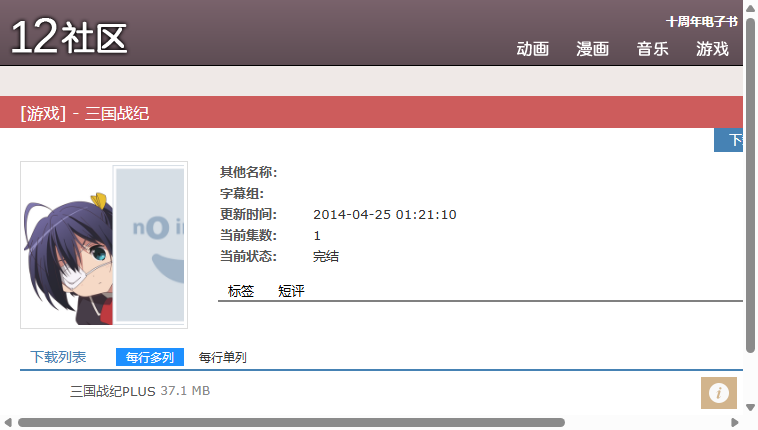 12社区
十周年电子书
动画 漫画 音乐 游戏
[游戏] - 三国战纪
下
其他名称:
字幕组:
更新时间: 2014-04-25 01:21:10
当前集数: 1
当前状态: 完结
no i
标签 短评
下载列表 每行多列 每行单列
三国战纪PLUS 37.1 MB
i